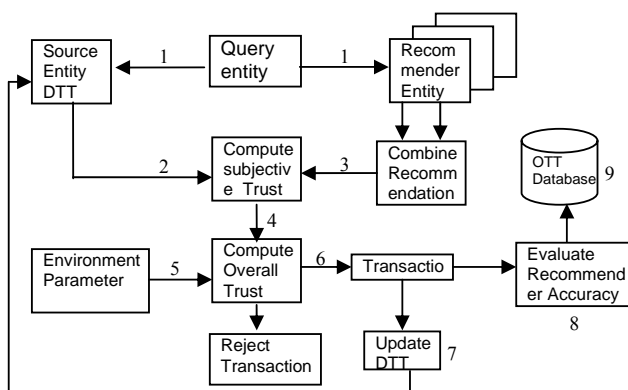 Source
Entity
DTT
1
Query
entity
1
Recom
mender
Entity
2
Compute
subjectiv
e Trust
3
Combine
Recomm
endation
OTT
Database
9
4
Environment
Parameter
5
Compute
Overall
Trust
6
Transactio
Evaluate
Recommend
er Accuracy
8
Reject
Transaction
Update
DTT
7